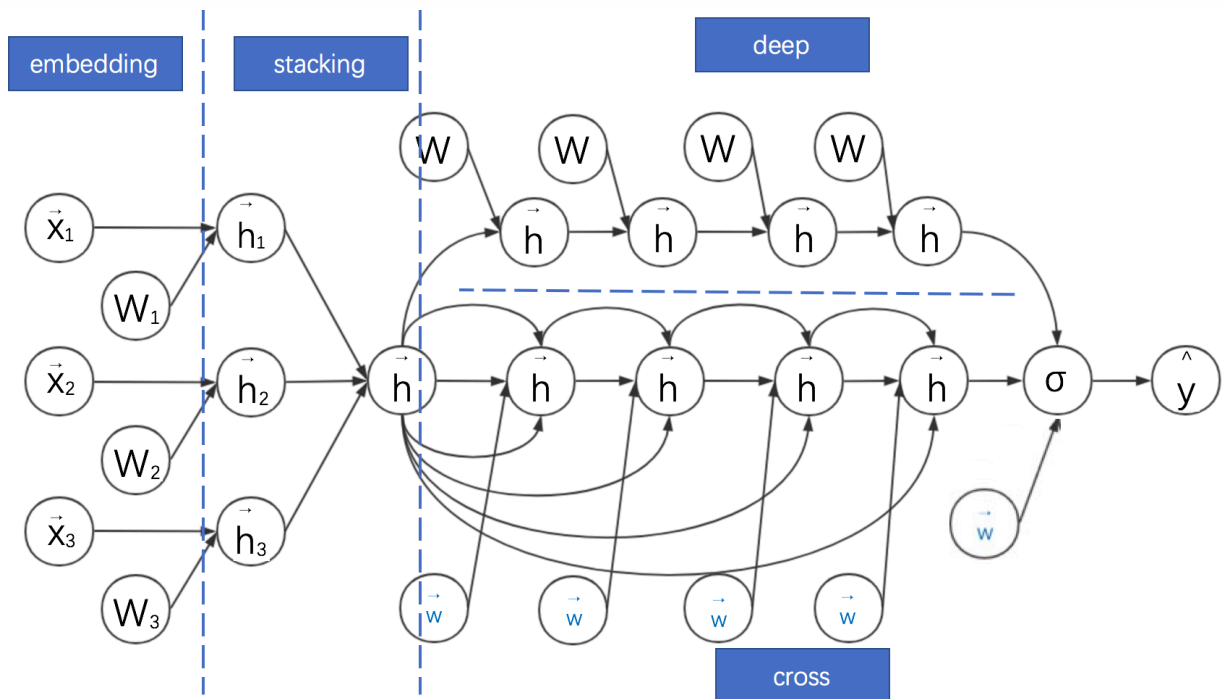 embedding
stacking
deep
W W W W
x⃗₁ h⃗₁ h⃗ h⃗ h⃗ h⃗
W₁
x⃗₂ h⃗₂ h⃗ h⃗ h⃗ h⃗ h⃗ σ ŷ
W₂
x⃗₃ h⃗₃ w⃗
W₃ w⃗ w⃗ w⃗ w⃗
cross